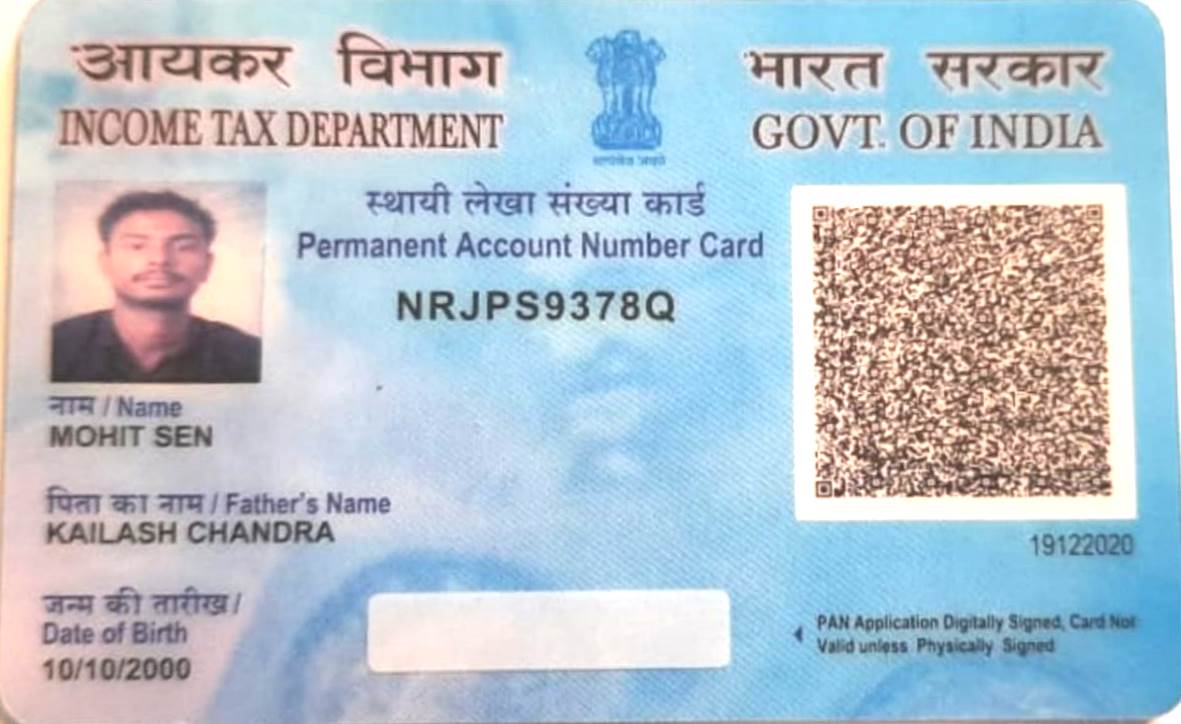 आयकर विभाग
INCOME TAX DEPARTMENT
भारत सरकार
GOVT. OF INDIA
सत्यमेव जयते
स्थायी लेखा संख्या कार्ड
Permanent Account Number Card
NRJPS9378Q
नाम / Name
MOHIT SEN
पिता का नाम / Father's Name
KAILASH CHANDRA
जन्म की तारीख /
Date of Birth
10/10/2000
19122020
PAN Application Digitally Signed, Card Not
Valid unless Physically Signed